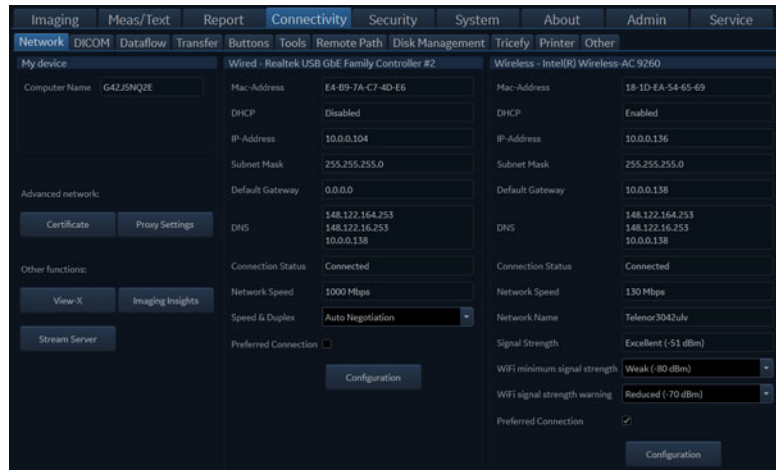 Imaging Meas/Text Report Connectivity Security System About Admin Service
Network DICOM Dataflow Transfer Buttons Tools Remote Path Disk Management Tricefy Printer Other
My device
Computer Name G42J5NQ2E
Advanced network:
Certificate Proxy Settings
Other functions:
View-X Imaging Insights
Stream Server
Wired - Realtek USB GbE Family Controller #2
Mac-Address E4-B9-7A-C7-4D-E6
DHCP Disabled
IP-Address 10.0.0.104
Subnet Mask 255.255.255.0
Default Gateway 0.0.0.0
148.122.164.253
DNS 148.122.16.253
10.0.0.138
Connection Status Connected
Network Speed 1000 Mbps
Speed & Duplex Auto Negotiation
Preferred Connection
Configuration
Wireless - Intel(R) Wireless-AC 9260
Mac-Address 18-1D-EA-54-65-69
DHCP Enabled
IP-Address 10.0.0.136
Subnet Mask 255.255.255.0
Default Gateway 10.0.0.138
148.122.164.253
DNS 148.122.16.253
10.0.0.138
Connection Status Connected
Network Speed 130 Mbps
Network Name Telenor3042ulv
Signal Strength Excellent (-51 dBm)
WiFi minimum signal strength Weak (-80 dBm)
WiFi signal strength warning Reduced (-70 dBm)
Preferred Connection
Configuration